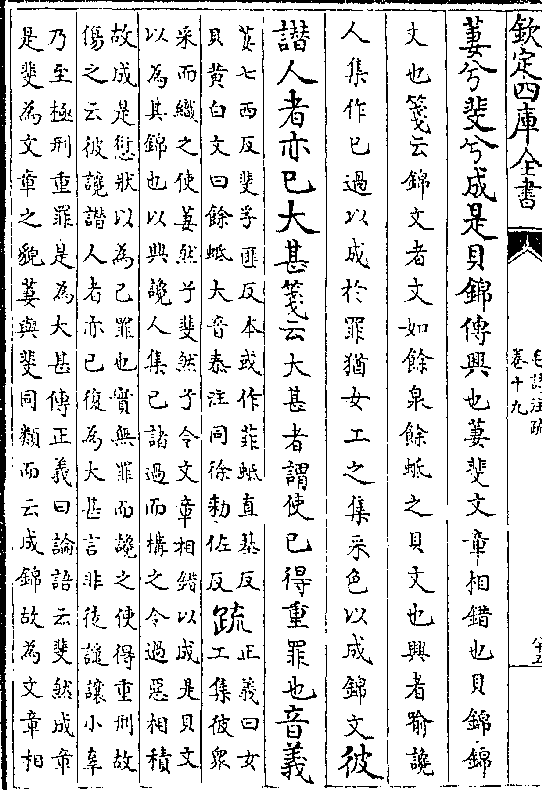 欽定四庫全書
毛詩注疏
卷十九
八十五
萋兮斐兮成是貝錦傳興也萋斐文章相錯也貝錦錦
文也箋云錦文者文如餘泉餘蚳之貝文也興者喻讒
人集作已過以成於罪猶女工之集采色以成錦文彼
譖人者亦已大甚箋云大甚者謂使已得重罪也音義
萋七西反斐孚匪反本或作菲蚳直基反
貝黄白文曰餘蚳大音泰注同徐勑佐反疏正義曰女
工集彼衆
采而織之使萋然兮斐然兮令文章相錯以成是貝文
以為其錦也以興讒人集已諸過而構之令過惡相積
故成是愆狀以為已罪也實無罪而讒之使得重刑故
傷之云彼讒譖人者亦已復為大甚言非徒譴讓小辜
乃至極刑重罪是為大甚傳正義曰論語云斐然成章
是斐為文章之貌萋與斐同類而云成錦故為文章相